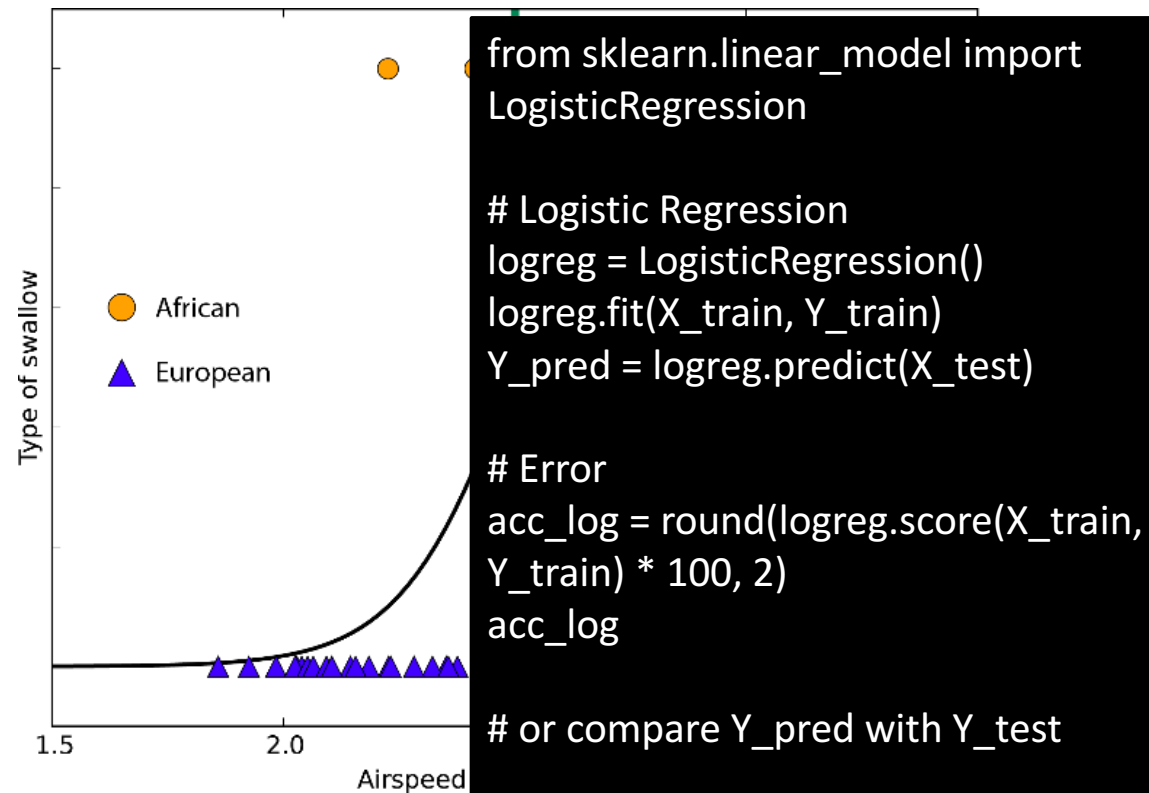 from sklearn.linear_model import
LogisticRegression
# Logistic Regression
logreg = LogisticRegression()
logreg.fit(X_train, Y_train)
Y_pred = logreg.predict(X_test)
# Error
acc_log = round(logreg.score(X_train,
Y_train) * 100, 2)
acc_log
# or compare Y_pred with Y_test
Type of swallow
African
European
1.5
2.0
Airspeed